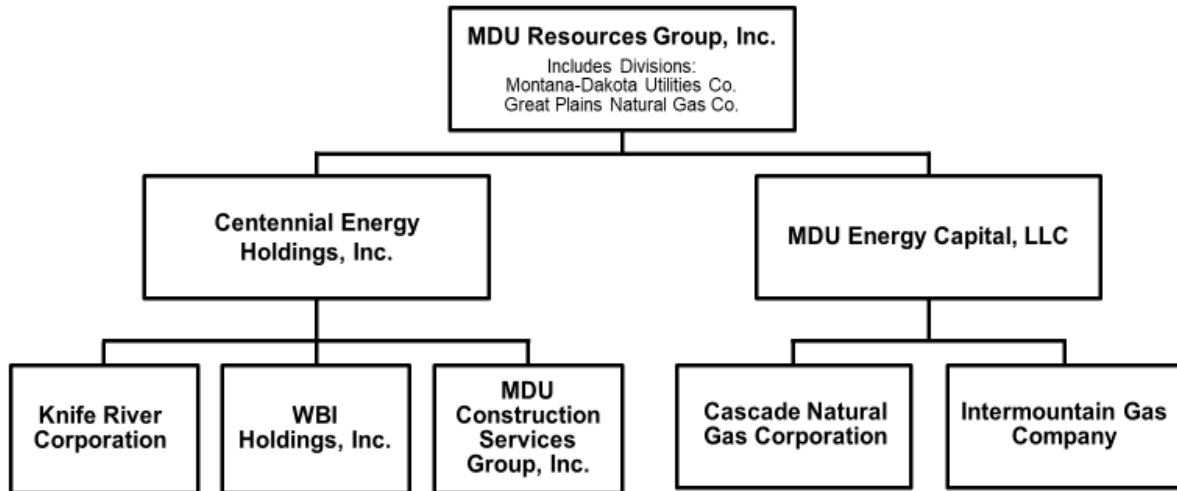 MDU Resources Group, Inc.
Includes Divisions:
Montana-Dakota Utilities Co.
Great Plains Natural Gas Co.
Centennial Energy
Holdings, Inc.
MDU Energy Capital, LLC
Knife River
Corporation
WBI
Holdings, Inc.
MDU
Construction
Services
Group, Inc.
Cascade Natural
Gas Corporation
Intermountain Gas
Company